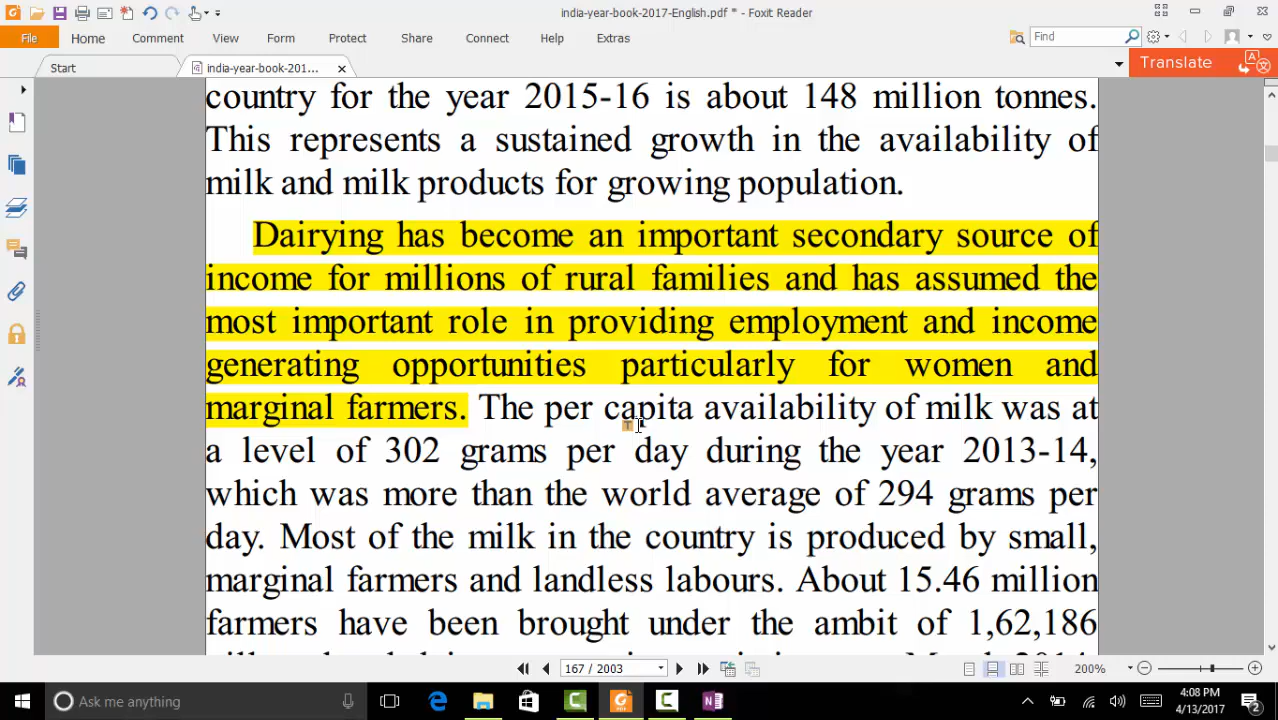 india-year-book-2017-English.pdf * - Foxit Reader
File Home Comment View Form Protect Share Connect Help Extras Find
Start india-year-book-201... Translate
country for the year 2015-16 is about 148 million tonnes.
This represents a sustained growth in the availability of
milk and milk products for growing population.
Dairying has become an important secondary source of
income for millions of rural families and has assumed the
most important role in providing employment and income
generating opportunities particularly for women and
marginal farmers. The per capita availability of milk was at
a level of 302 grams per day during the year 2013-14,
which was more than the world average of 294 grams per
day. Most of the milk in the country is produced by small,
marginal farmers and landless labours. About 15.46 million
farmers have been brought under the ambit of 1,62,186
167 / 2003 200%
Ask me anything 4:08 PM
4/13/2017 2